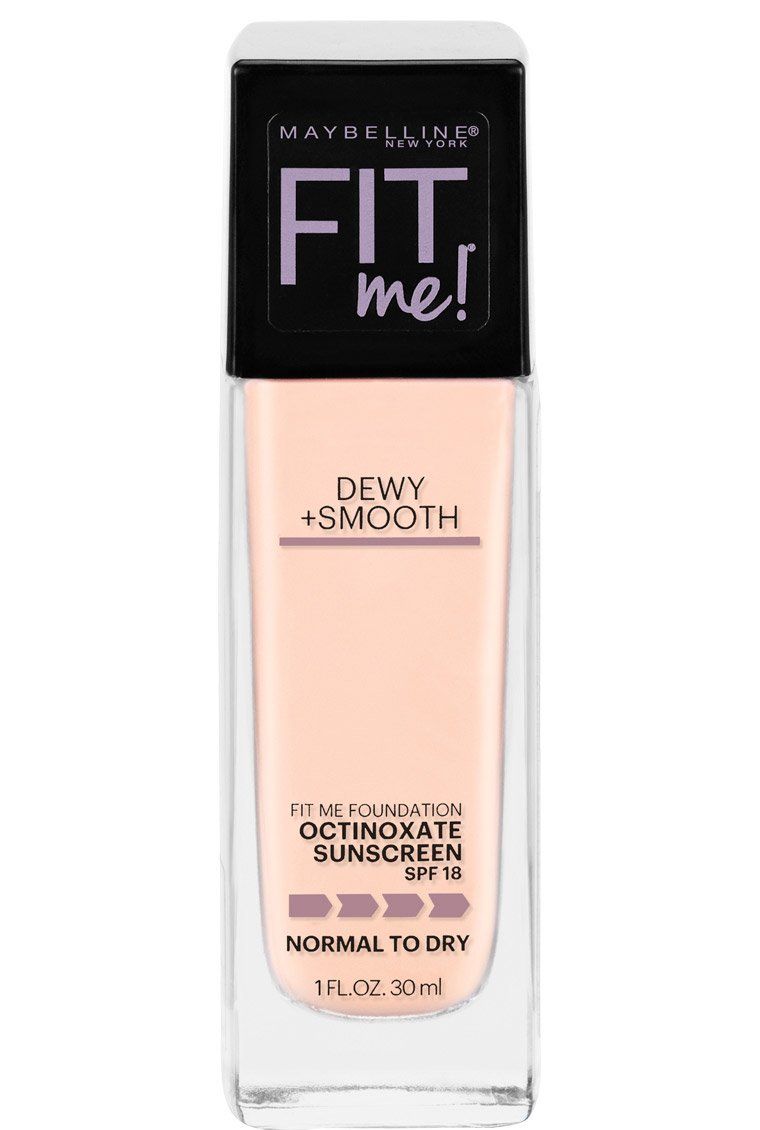 MAYBELLINE®
NEW YORK
FIT
me!®
DEWY
+SMOOTH
FIT ME FOUNDATION
OCTINOXATE
SUNSCREEN
SPF 18
NORMAL TO DRY
1 FL.OZ. 30 ml